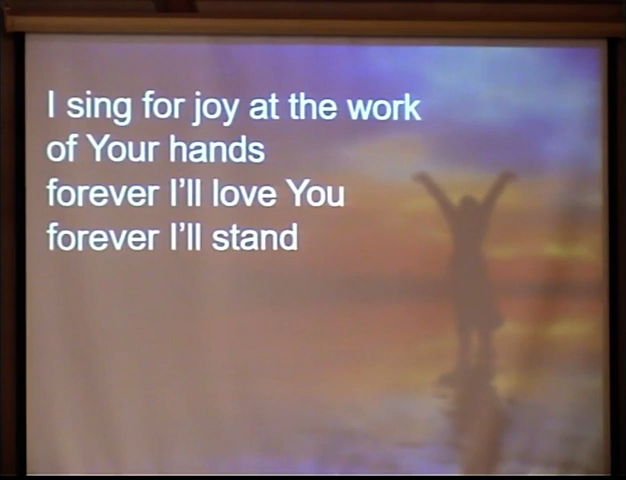 I sing for joy at the work
of Your hands
forever I'll love You
forever I'll stand